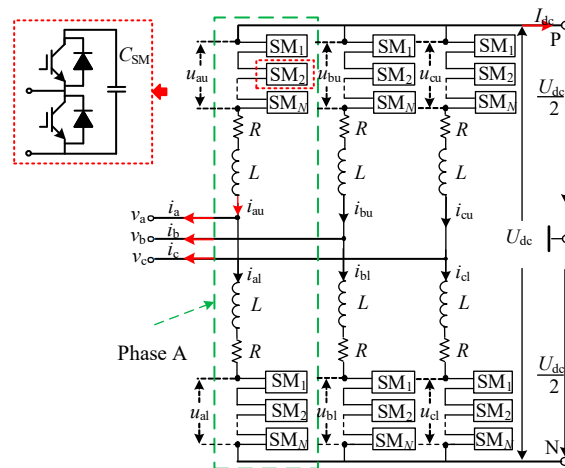 I_dc
P
C_SM
SM_1 SM_1 SM_1
u_au SM_2 u_bu SM_2 u_cu SM_2
SM_N SM_N SM_N
U_dc/2
R R R
L L L
v_a i_a i_au i_bu i_cu
v_b i_b
v_c i_c
U_dc
i_al i_bl i_cl
L L L
Phase A
R R R
U_dc/2
SM_1 SM_1 SM_1
u_al SM_2 u_bl SM_2 u_cl SM_2
SM_N SM_N SM_N
N